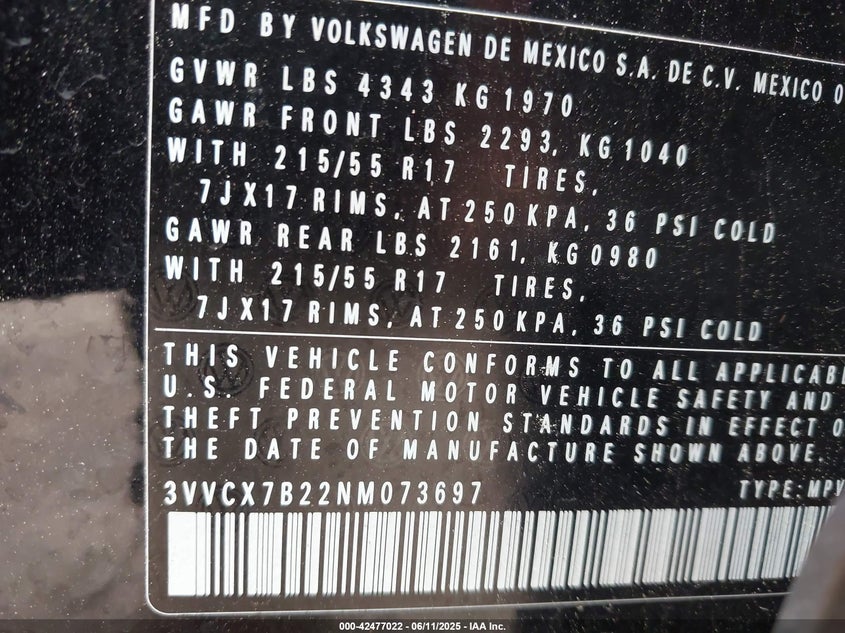 MFD BY VOLKSWAGEN DE MEXICO S.A. DE C.V. MEXICO
GVWR LBS 4343 KG 1970
GAWR FRONT LBS 2293, KG 1040
WITH 215/55 R17 TIRES,
7JX17 RIMS, AT 250 KPA, 36 PSI COLD
GAWR REAR LBS 2161, KG 0980
WITH 215/55 R17 TIRES,
7JX17 RIMS, AT 250 KPA, 36 PSI COLD
THIS VEHICLE CONFORMS TO ALL APPLICABL
U.S. FEDERAL MOTOR VEHICLE SAFETY AND
THEFT PREVENTION STANDARDS IN EFFECT O
THE DATE OF MANUFACTURE SHOWN ABOVE.
3VVCX7B22NM073697 TYPE: MPV
000-42477022 - 06/11/2025 - IAA Inc.